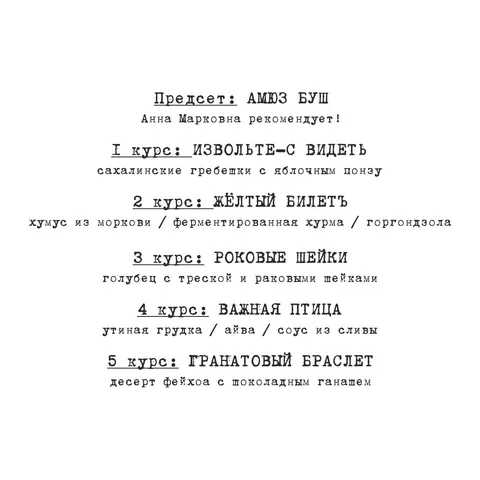 Предсет: АМЮЗ БУШ
Анна Марковна рекомендует!
1 курс: ИЗВОЛЬТЕ-С ВИДЕТЬ
сахалинские гребешки с яблочным понзу
2 курс: ЖЁЛТЫЙ БИЛЕТЪ
хумус из моркови / ферментированная хурма / горгондзола
3 курс: РОКОВЫЕ ШЕЙКИ
голубец с треской и раковыми шейками
4 курс: ВАЖНАЯ ПТИЦА
утиная грудка / айва / соус из сливы
5 курс: ГРАНАТОВЫЙ БРАСЛЕТ
десерт фейхоа с шоколадным ганашем